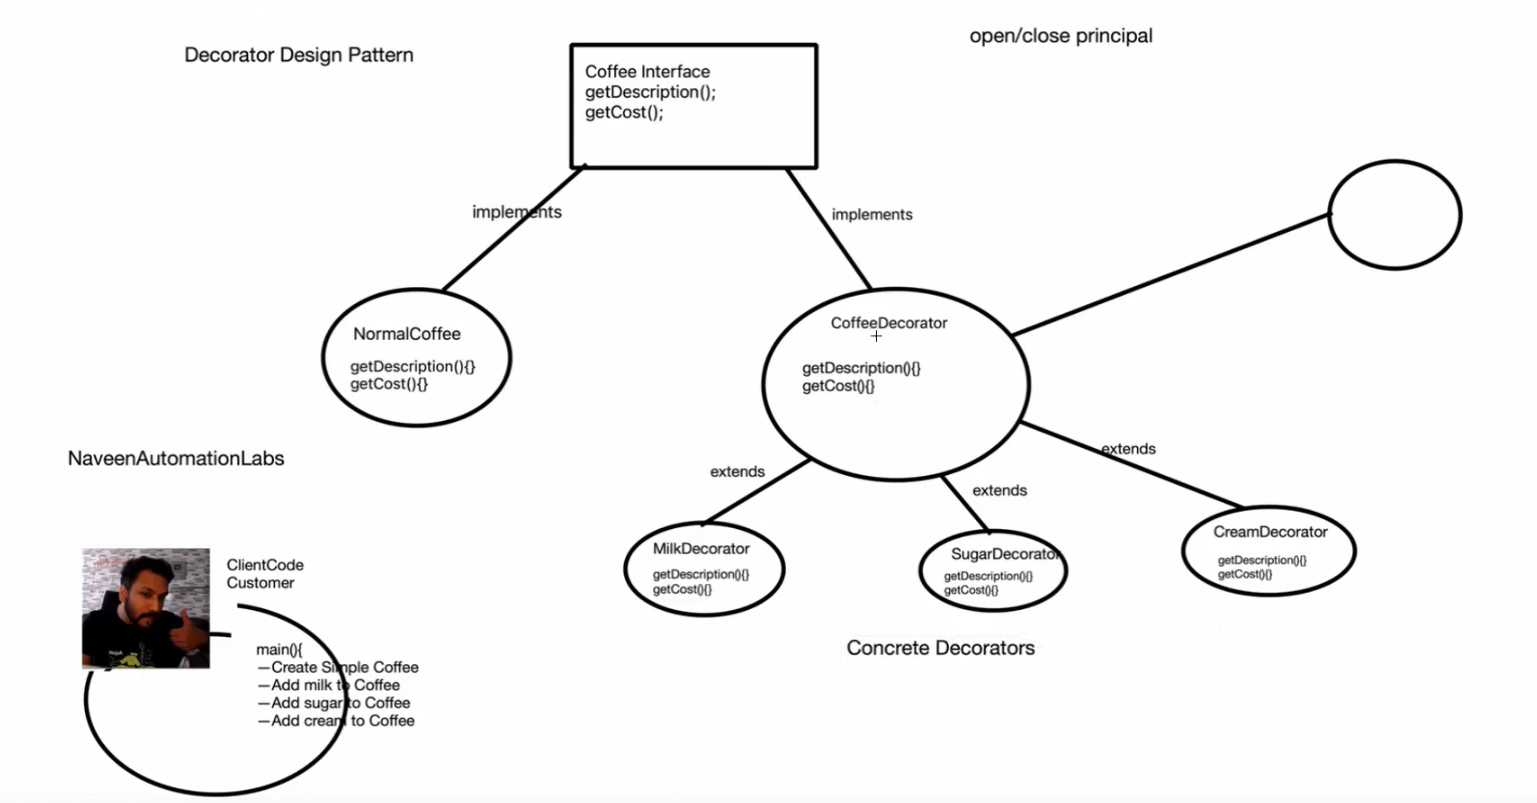 Decorator Design Pattern
open/close principal
Coffee Interface
getDescription();
getCost();
implements
implements
NormalCoffee
getDescription(){}
getCost(){}
CoffeeDecorator
getDescription(){}
getCost(){}
NaveenAutomationLabs
extends
extends
extends
MilkDecorator
getDescription(){}
getCost(){}
SugarDecorator
getDescription(){}
getCost(){}
CreamDecorator
getDescription(){}
getCost(){}
Concrete Decorators
ClientCode
Customer
main(){
—Create Simple Coffee
—Add milk to Coffee
—Add sugar to Coffee
—Add cream to Coffee